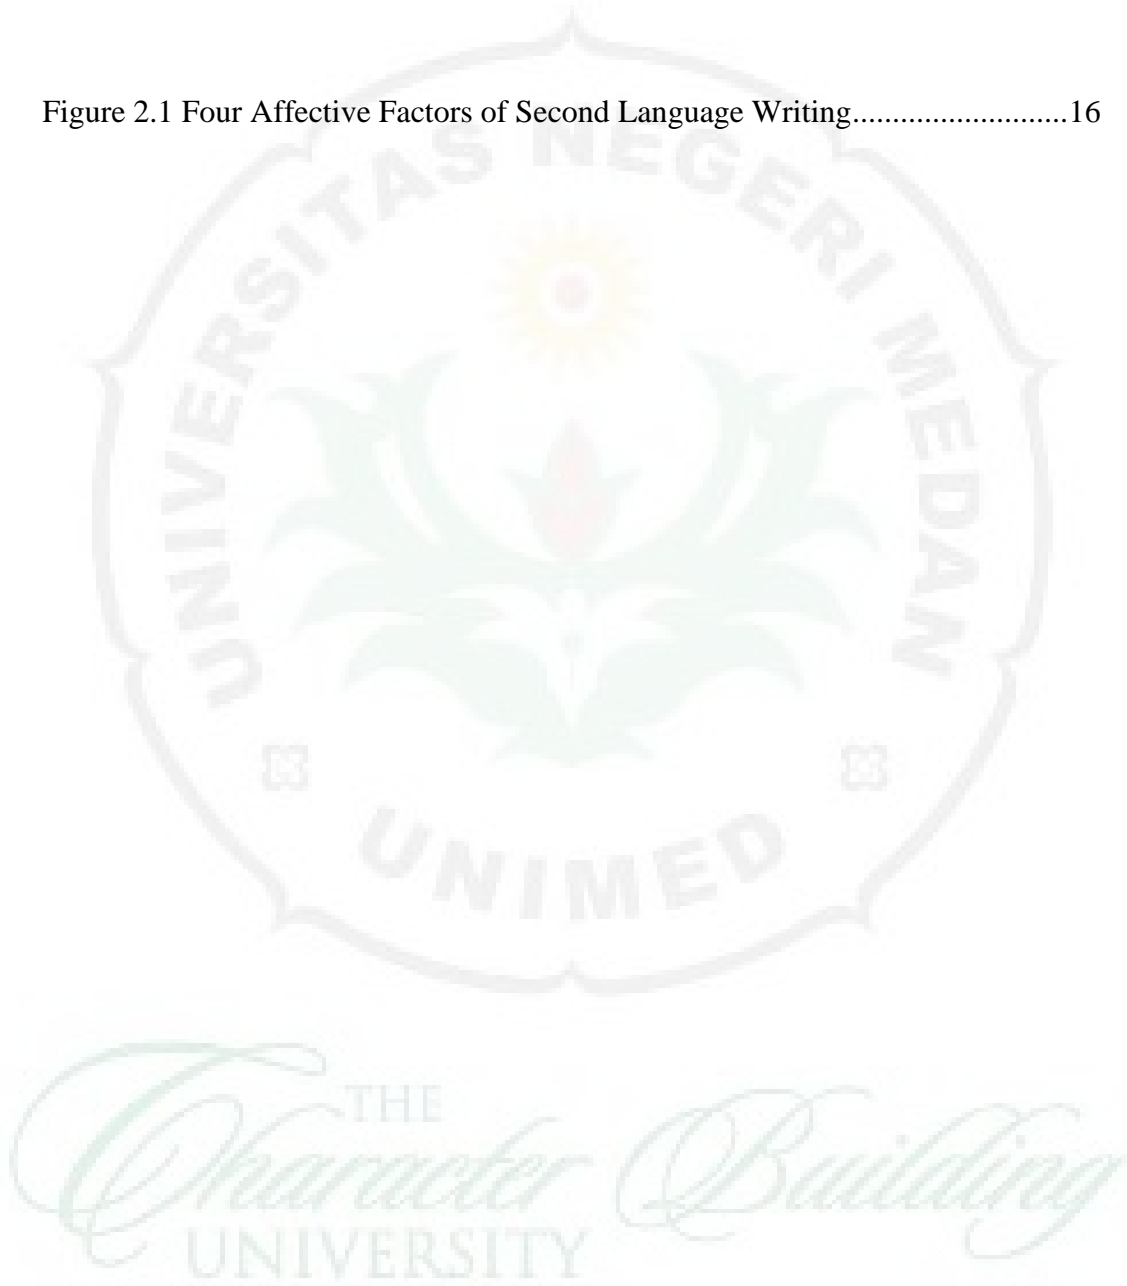 Figure 2.1 Four Affective Factors of Second Language Writing...........................16
UNIVERSITAS NEGERI MEDAN
UNIMED
THE
Character Building
UNIVERSITY